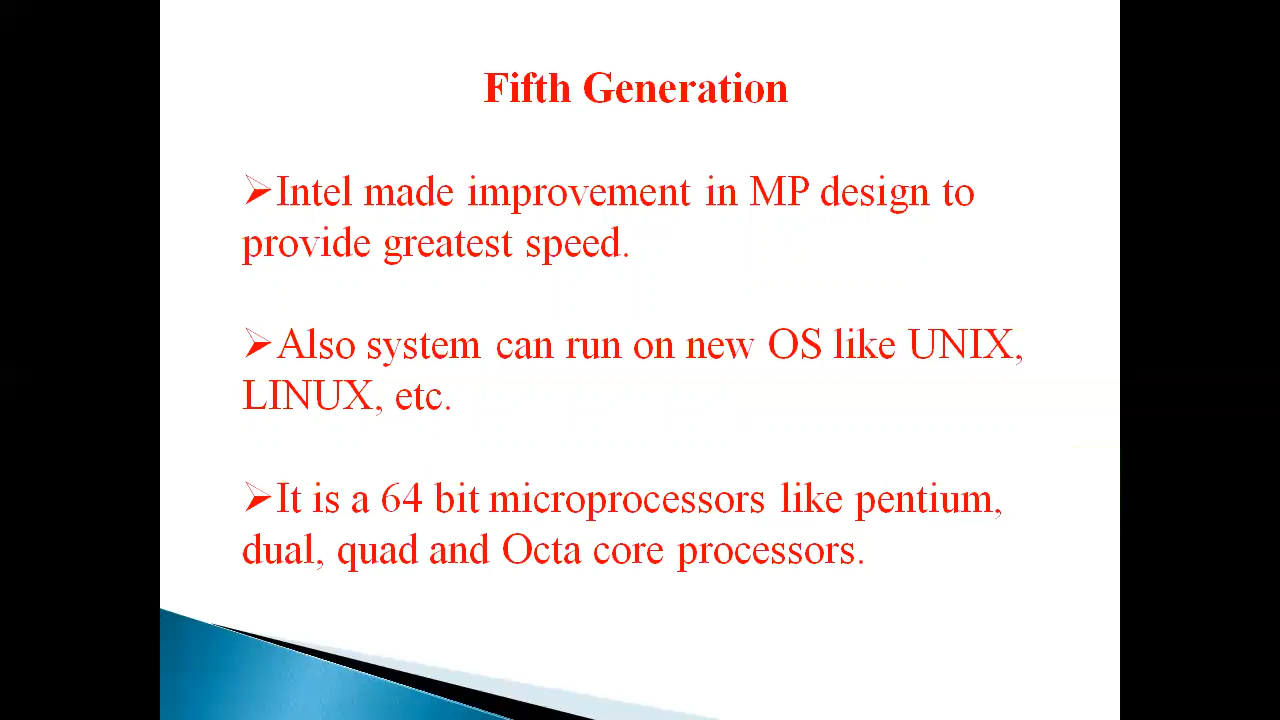 Fifth Generation
➢Intel made improvement in MP design to
provide greatest speed.
➢Also system can run on new OS like UNIX,
LINUX, etc.
➢It is a 64 bit microprocessors like pentium,
dual, quad and Octa core processors.